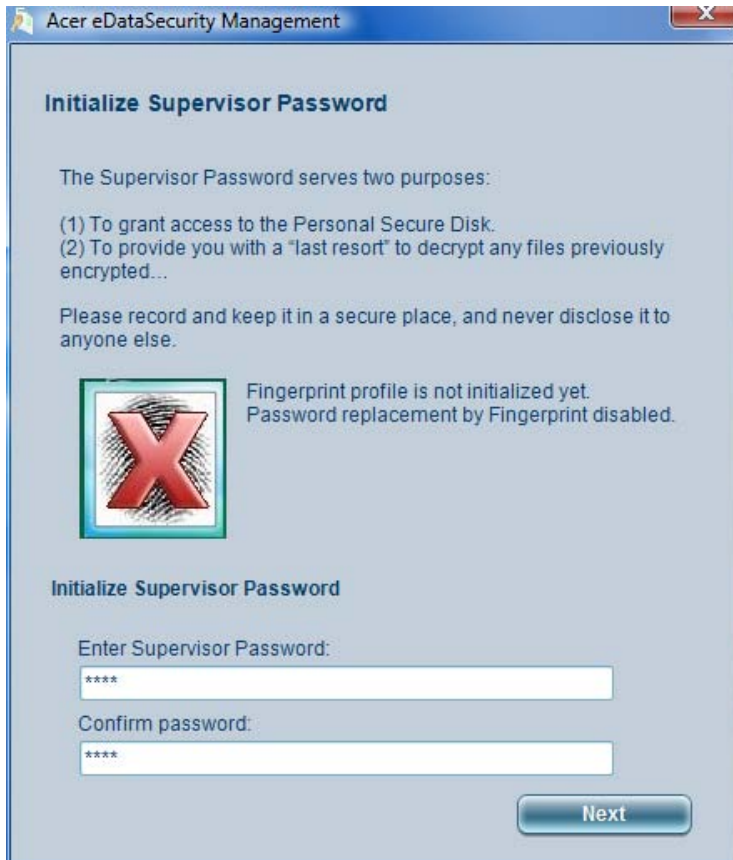 Acer eDataSecurity Management
Initialize Supervisor Password
The Supervisor Password serves two purposes:
(1) To grant access to the Personal Secure Disk.
(2) To provide you with a “last resort” to decrypt any files previously
encrypted...
Please record and keep it in a secure place, and never disclose it to
anyone else.
Fingerprint profile is not initialized yet.
Password replacement by Fingerprint disabled.
Initialize Supervisor Password
Enter Supervisor Password:
****
Confirm password:
****
Next